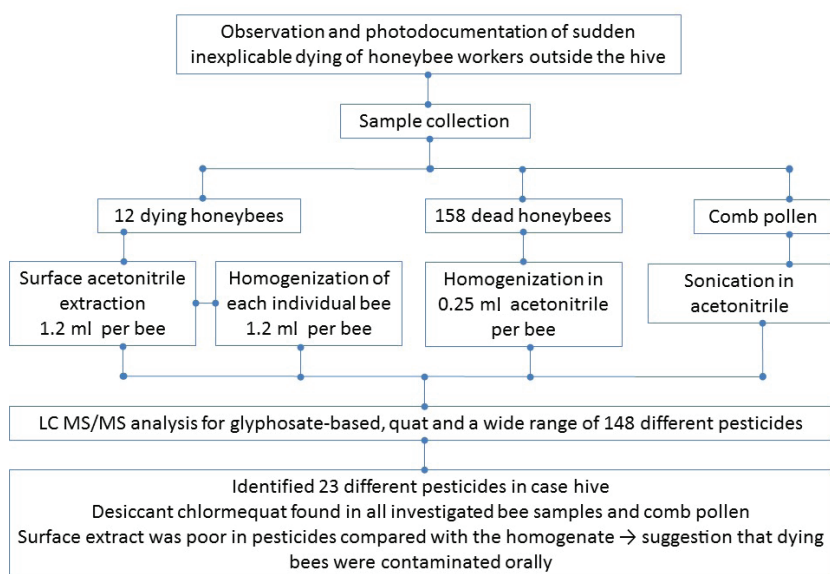 Observation and photodocumentation of sudden
inexplicable dying of honeybee workers outside the hive
Sample collection
12 dying honeybees
158 dead honeybees
Comb pollen
Surface acetonitrile
extraction
1.2 ml per bee
Homogenization of
each individual bee
1.2 ml per bee
Homogenization in
0.25 ml acetonitrile
per bee
Sonication in
acetonitrile
LC MS/MS analysis for glyphosate-based, quat and a wide range of 148 different pesticides
Identified 23 different pesticides in case hive
Desiccant chlormequat found in all investigated bee samples and comb pollen
Surface extract was poor in pesticides compared with the homogenate → suggestion that dying
bees were contaminated orally